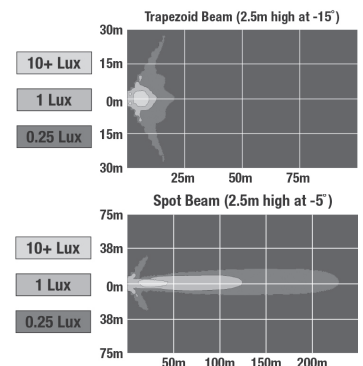 Trapezoid Beam (2.5m high at -15°)
30m
15m
0m
15m
30m
10+ Lux
1 Lux
0.25 Lux
25m 50m 75m
Spot Beam (2.5m high at -5°)
75m
38m
0m
38m
75m
10+ Lux
1 Lux
0.25 Lux
50m 100m 150m 200m